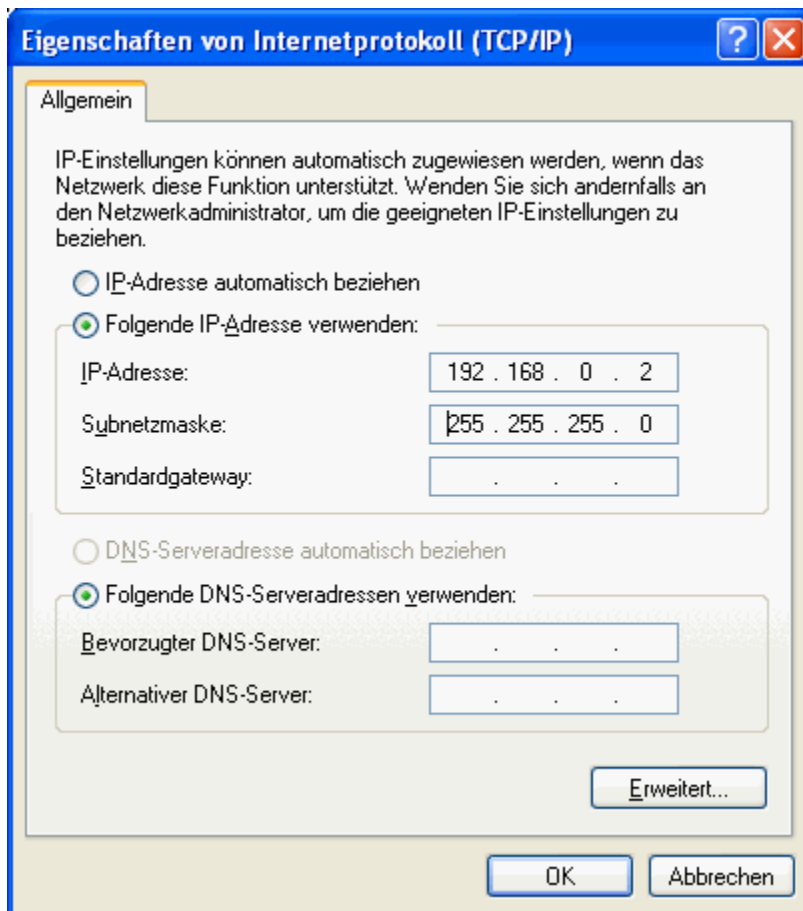 Eigenschaften von Internetprotokoll (TCP/IP)
Allgemein
IP-Einstellungen können automatisch zugewiesen werden, wenn das
Netzwerk diese Funktion unterstützt. Wenden Sie sich andernfalls an
den Netzwerkadministrator, um die geeigneten IP-Einstellungen zu
beziehen.
IP-Adresse automatisch beziehen
Folgende IP-Adresse verwenden:
IP-Adresse: 192 . 168 . 0 . 2
Subnetzmaske: 255 . 255 . 255 . 0
Standardgateway: . . .
DNS-Serveradresse automatisch beziehen
Folgende DNS-Serveradressen verwenden:
Bevorzugter DNS-Server: . . .
Alternativer DNS-Server: . . .
Erweitert...
OK Abbrechen